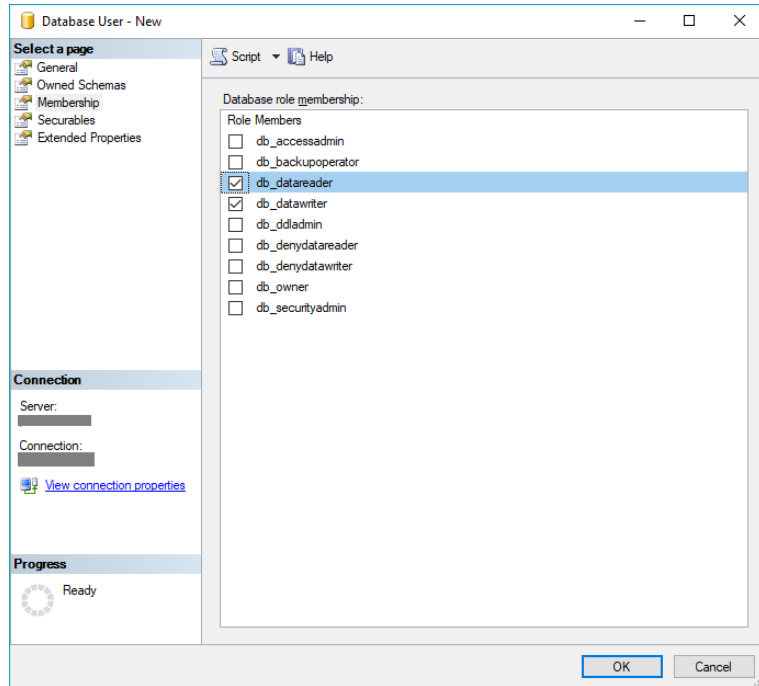 Database User - New
Select a page
General
Owned Schemas
Membership
Securables
Extended Properties
Script
Help
Database role membership:
Role Members
db_accessadmin
db_backupoperator
db_datareader
db_datawriter
db_ddladmin
db_denydatareader
db_denydatawriter
db_owner
db_securityadmin
Connection
Server:
Connection:
View connection properties
Progress
Ready
OK
Cancel